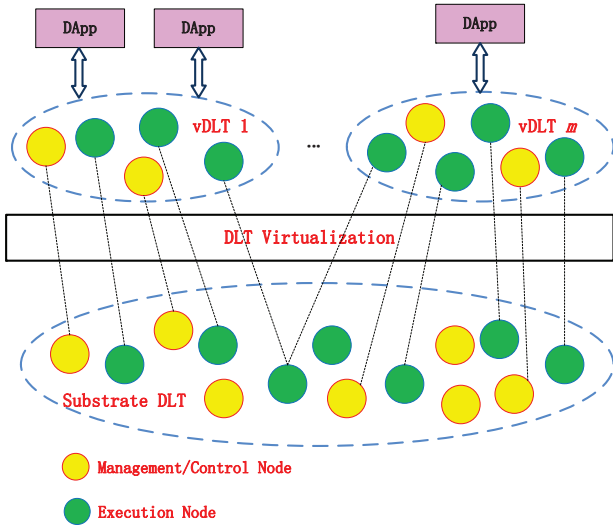 DApp
DApp
DApp
vDLT 1
...
vDLT m
DLT Virtualization
Substrate DLT
Management/Control Node
Execution Node